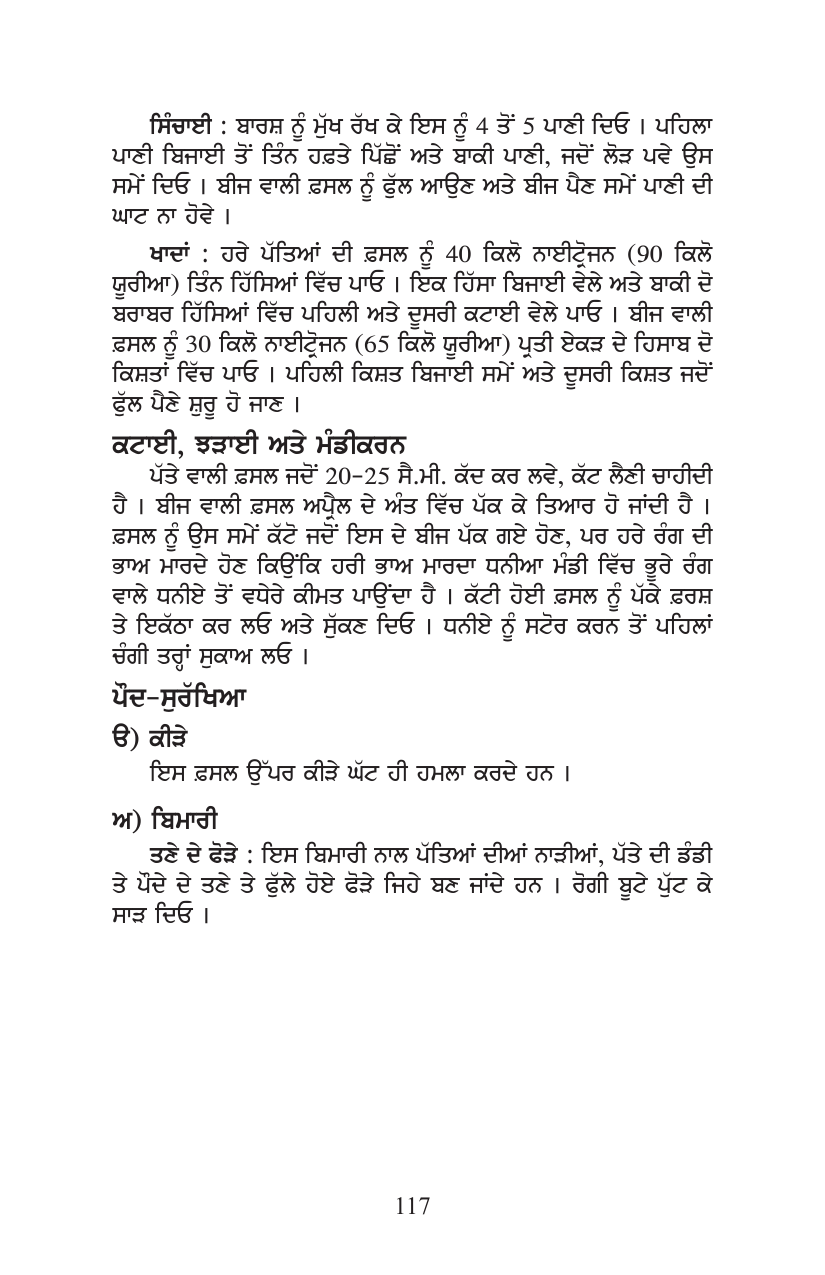 ਸਿੰਚਾਈ : ਬਾਰਸ਼ ਨੂੰ ਮੁੱਖ ਰੱਖ ਕੇ ਇਸ ਨੂੰ 4 ਤੋਂ 5 ਪਾਣੀ ਦਿਓ । ਪਹਿਲਾ
ਪਾਣੀ ਬਿਜਾਈ ਤੋਂ ਤਿੰਨ ਹਫ਼ਤੇ ਪਿੱਛੋਂ ਅਤੇ ਬਾਕੀ ਪਾਣੀ, ਜਦੋਂ ਲੋੜ ਪਵੇ ਉਸ
ਸਮੇਂ ਦਿਓ । ਬੀਜ ਵਾਲੀ ਫ਼ਸਲ ਨੂੰ ਫੁੱਲ ਆਉਣ ਅਤੇ ਬੀਜ ਪੈਣ ਸਮੇਂ ਪਾਣੀ ਦੀ
ਘਾਟ ਨਾ ਹੋਵੇ ।
ਖਾਦਾਂ : ਹਰੇ ਪੱਤਿਆਂ ਦੀ ਫ਼ਸਲ ਨੂੰ 40 ਕਿਲੋ ਨਾਈਟ੍ਰੋਜਨ (90 ਕਿਲੋ
ਯੂਰੀਆ) ਤਿੰਨ ਹਿੱਸਿਆਂ ਵਿੱਚ ਪਾਓ । ਇਕ ਹਿੱਸਾ ਬਿਜਾਈ ਵੇਲੇ ਅਤੇ ਬਾਕੀ ਦੋ
ਬਰਾਬਰ ਹਿੱਸਿਆਂ ਵਿੱਚ ਪਹਿਲੀ ਅਤੇ ਦੂਸਰੀ ਕਟਾਈ ਵੇਲੇ ਪਾਓ । ਬੀਜ ਵਾਲੀ
ਫ਼ਸਲ ਨੂੰ 30 ਕਿਲੋ ਨਾਈਟ੍ਰੋਜਨ (65 ਕਿਲੋ ਯੂਰੀਆ) ਪ੍ਰਤੀ ਏਕੜ ਦੇ ਹਿਸਾਬ ਦੋ
ਕਿਸ਼ਤਾਂ ਵਿੱਚ ਪਾਓ । ਪਹਿਲੀ ਕਿਸ਼ਤ ਬਿਜਾਈ ਸਮੇਂ ਅਤੇ ਦੂਸਰੀ ਕਿਸ਼ਤ ਜਦੋਂ
ਫੁੱਲ ਪੈਣੇ ਸ਼ੁਰੂ ਹੋ ਜਾਣ ।
ਕਟਾਈ, ਝੜਾਈ ਅਤੇ ਮੰਡੀਕਰਨ
ਪੱਤੇ ਵਾਲੀ ਫ਼ਸਲ ਜਦੋਂ 20-25 ਸੈ.ਮੀ. ਕੱਦ ਕਰ ਲਵੇ, ਕੱਟ ਲੈਣੀ ਚਾਹੀਦੀ
ਹੈ । ਬੀਜ ਵਾਲੀ ਫ਼ਸਲ ਅਪ੍ਰੈਲ ਦੇ ਅੰਤ ਵਿੱਚ ਪੱਕ ਕੇ ਤਿਆਰ ਹੋ ਜਾਂਦੀ ਹੈ ।
ਫ਼ਸਲ ਨੂੰ ਉਸ ਸਮੇਂ ਕੱਟੋ ਜਦੋਂ ਇਸ ਦੇ ਬੀਜ ਪੱਕ ਗਏ ਹੋਣ, ਪਰ ਹਰੇ ਰੰਗ ਦੀ
ਭਾਅ ਮਾਰਦੇ ਹੋਣ ਕਿਉਂਕਿ ਹਰੀ ਭਾਅ ਮਾਰਦਾ ਧਨੀਆ ਮੰਡੀ ਵਿੱਚ ਭੂਰੇ ਰੰਗ
ਵਾਲੇ ਧਨੀਏ ਤੋਂ ਵਧੇਰੇ ਕੀਮਤ ਪਾਉਂਦਾ ਹੈ । ਕੱਟੀ ਹੋਈ ਫ਼ਸਲ ਨੂੰ ਪੱਕੇ ਫ਼ਰਸ਼
ਤੇ ਇਕੱਠਾ ਕਰ ਲਓ ਅਤੇ ਸੁੱਕਣ ਦਿਓ । ਧਨੀਏ ਨੂੰ ਸਟੋਰ ਕਰਨ ਤੋਂ ਪਹਿਲਾਂ
ਚੰਗੀ ਤਰ੍ਹਾਂ ਸੁਕਾਅ ਲਓ ।
ਪੌਦ-ਸੁਰੱਖਿਆ
ੳ) ਕੀੜੇ
ਇਸ ਫ਼ਸਲ ਉੱਪਰ ਕੀੜੇ ਘੱਟ ਹੀ ਹਮਲਾ ਕਰਦੇ ਹਨ ।
ਅ) ਬਿਮਾਰੀ
ਤਣੇ ਦੇ ਫੋੜੇ : ਇਸ ਬਿਮਾਰੀ ਨਾਲ ਪੱਤਿਆਂ ਦੀਆਂ ਨਾੜੀਆਂ, ਪੱਤੇ ਦੀ ਡੰਡੀ
ਤੇ ਪੌਦੇ ਦੇ ਤਣੇ ਤੇ ਫੁੱਲੇ ਹੋਏ ਫੋੜੇ ਜਿਹੇ ਬਣ ਜਾਂਦੇ ਹਨ । ਰੋਗੀ ਬੂਟੇ ਪੁੱਟ ਕੇ
ਸਾੜ ਦਿਓ ।
117